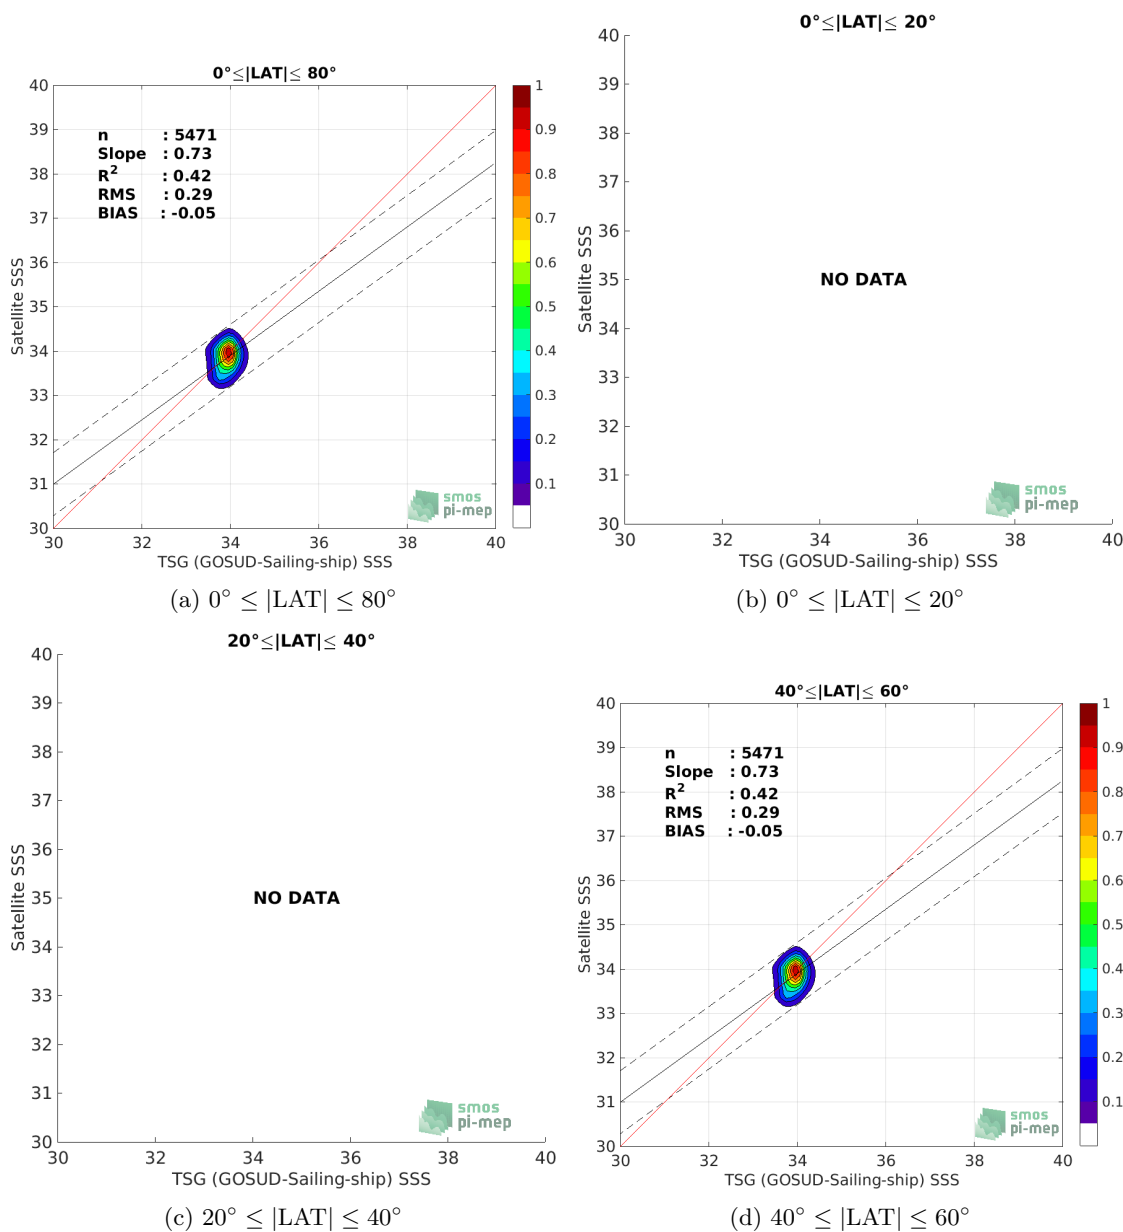 0°≤|LAT|≤ 80°
40
39
38
37
36
35
34
33
32
31
30
Satellite SSS
n : 5471
Slope : 0.73
R² : 0.42
RMS : 0.29
BIAS : -0.05
1
0.9
0.8
0.7
0.6
0.5
0.4
0.3
0.2
0.1
smos
pi-mep
30 32 34 36 38 40
TSG (GOSUD-Sailing-ship) SSS
(a) 0° ≤ |LAT| ≤ 80°
0°≤|LAT|≤ 20°
40
39
38
37
36
35
34
33
32
31
30
Satellite SSS
NO DATA
smos
pi-mep
30 32 34 36 38 40
TSG (GOSUD-Sailing-ship) SSS
(b) 0° ≤ |LAT| ≤ 20°
20°≤|LAT|≤ 40°
40
39
38
37
36
35
34
33
32
31
30
Satellite SSS
NO DATA
smos
pi-mep
30 32 34 36 38 40
TSG (GOSUD-Sailing-ship) SSS
(c) 20° ≤ |LAT| ≤ 40°
40°≤|LAT|≤ 60°
40
39
38
37
36
35
34
33
32
31
30
Satellite SSS
n : 5471
Slope : 0.73
R² : 0.42
RMS : 0.29
BIAS : -0.05
1
0.9
0.8
0.7
0.6
0.5
0.4
0.3
0.2
0.1
smos
pi-mep
30 32 34 36 38 40
TSG (GOSUD-Sailing-ship) SSS
(d) 40° ≤ |LAT| ≤ 60°